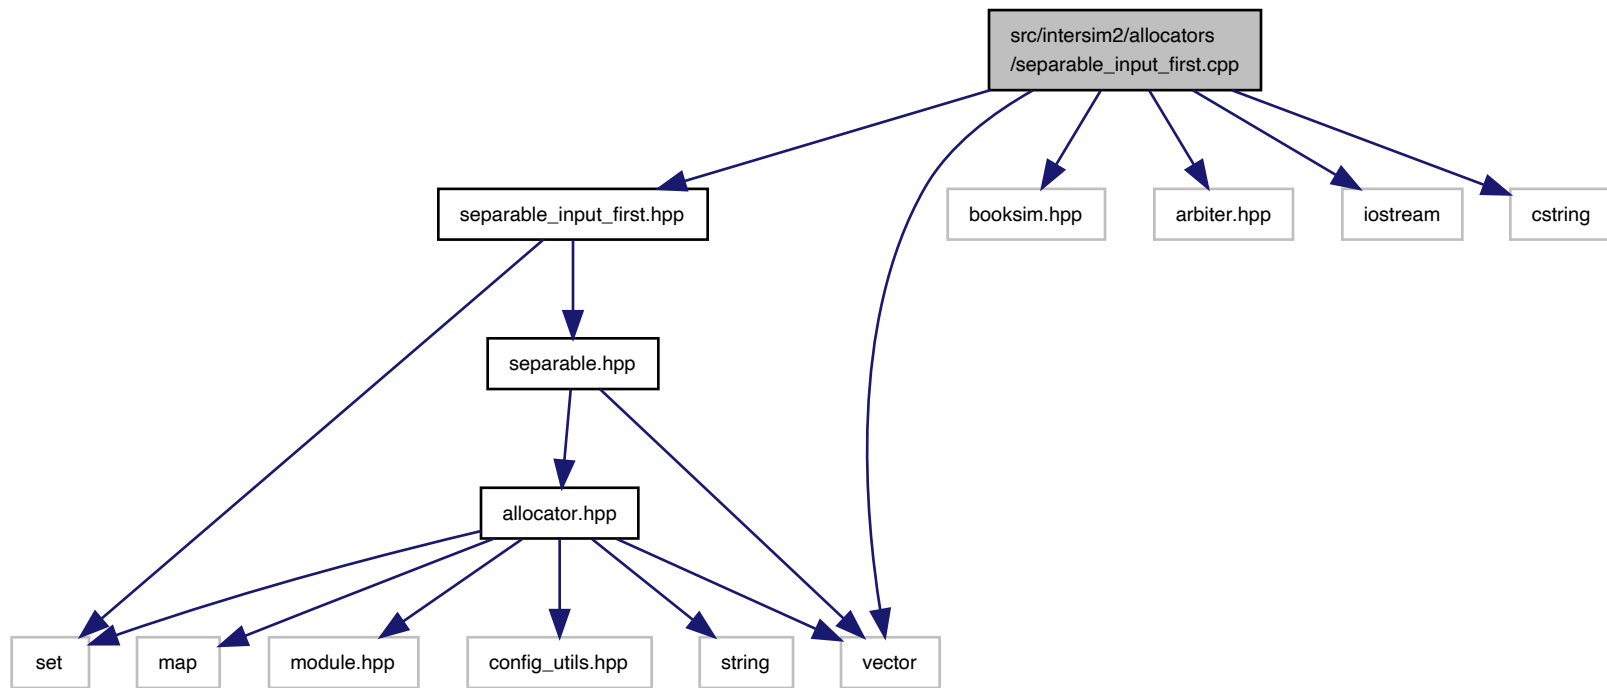 src/intersim2/allocators
/separable_input_first.cpp
separable_input_first.hpp
booksim.hpp
arbiter.hpp
iostream
cstring
separable.hpp
allocator.hpp
set
map
module.hpp
config_utils.hpp
string
vector